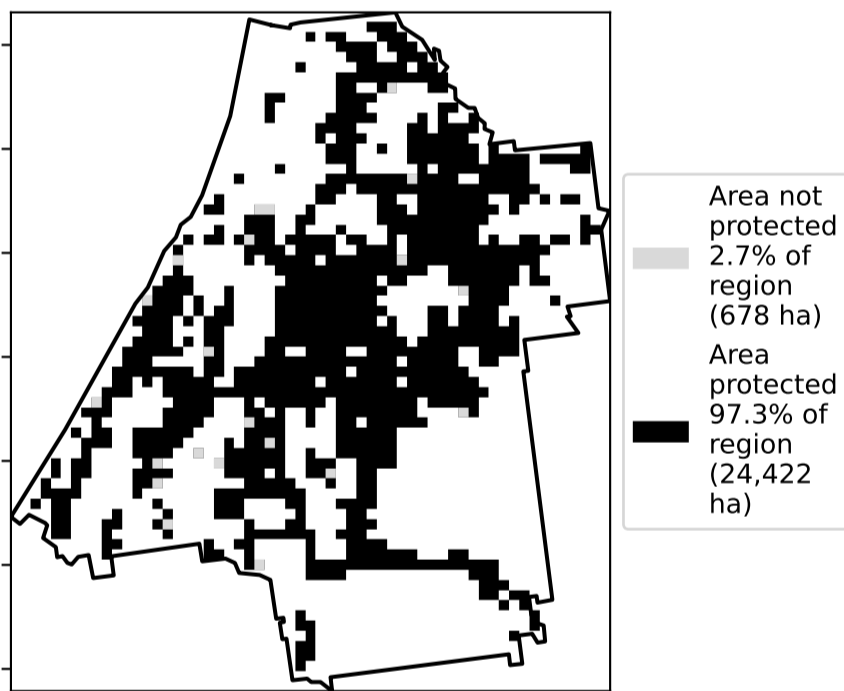 Area not
protected
2.7% of
region
(678 ha)
Area
protected
97.3% of
region
(24,422
ha)